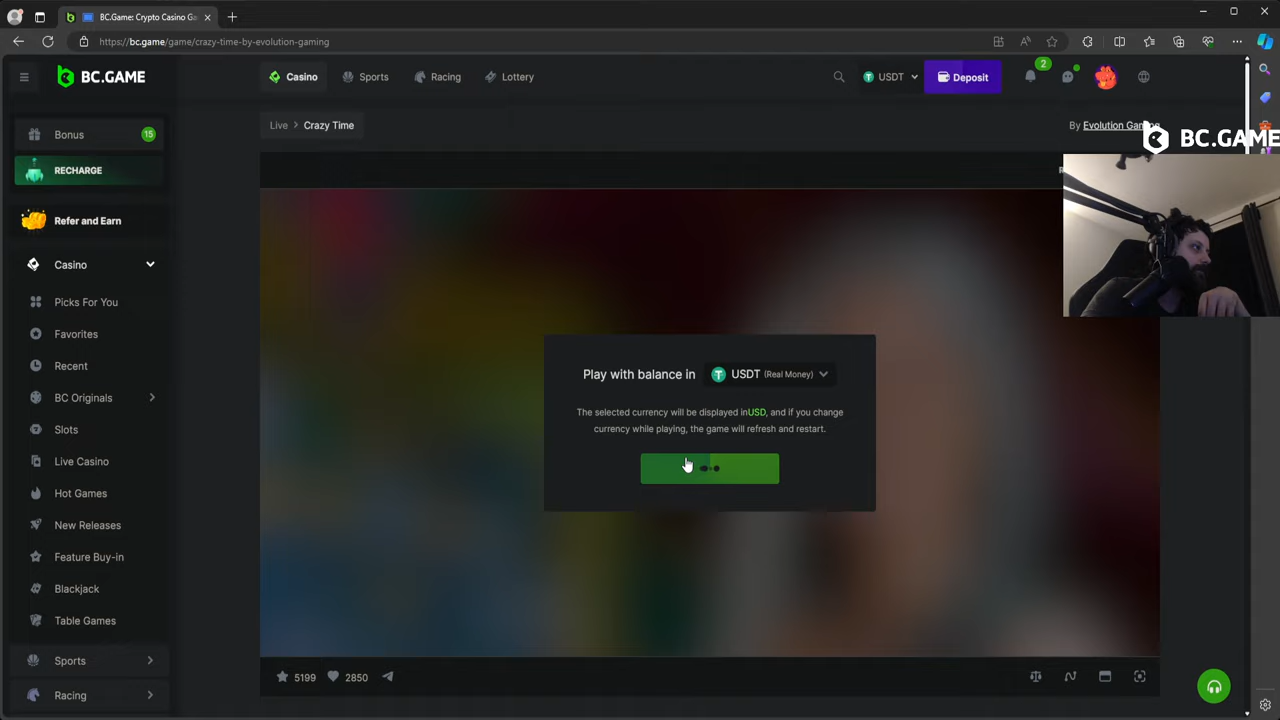 BC.Game: Crypto Casino Ga
https://bc.game/game/crazy-time-by-evolution-gaming
BC.GAME
Casino
Sports
Racing
Lottery
USDT
Deposit
2
Bonus
15
RECHARGE
Refer and Earn
Casino
Picks For You
Favorites
Recent
BC Originals
Slots
Live Casino
Hot Games
New Releases
Feature Buy-in
Blackjack
Table Games
Sports
Racing
Live > Crazy Time
By Evolution Gaming
BC.GAME
Play with balance in
USDT (Real Money)
The selected currency will be displayed inUSD, and if you change
currency while playing, the game will refresh and restart.
5199
2850